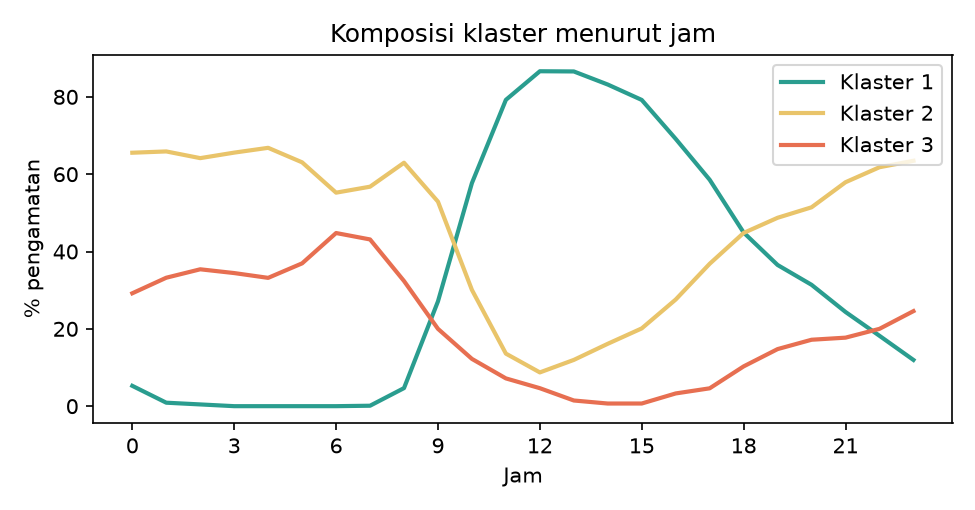 Komposisi klaster menurut jam
% pengamatan
80
60
40
20
0
Klaster 1
Klaster 2
Klaster 3
0 3 6 9 12 15 18 21
Jam